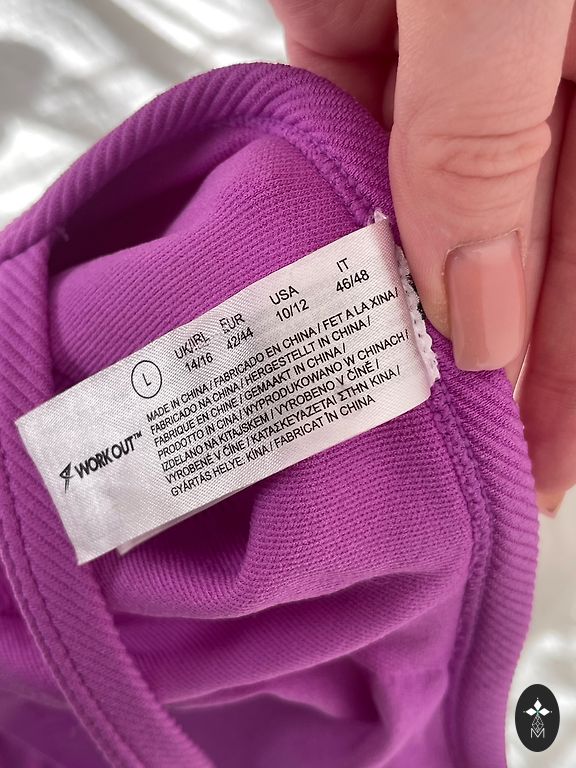 L
UK/IRL EUR USA IT
14/16 42/44 10/12 46/48
WORKOUT™
MADE IN CHINA / FABRICADO EN CHINA / FET A LA XINA/
FABRICADO NA CHINA / HERGESTELLT IN CHINA /
FABRIQUÉ EN CHINE / GEMAAKT IN CHINA /
PRODOTTO IN CINA / WYPRODUKOWANO W CHINACH /
IZDELANO NA KITAJSKEM / VYROBENO V ČÍNĚ /
VYROBENÉ V ČÍNE / ΚΑΤΑΣΚΕΥΑΖΕΤΑΙ ΣΤΗΝ ΚΙΝΑ /
GYÁRTÁS HELYE: KÍNA / FABRICAT ÎN CHINA
M